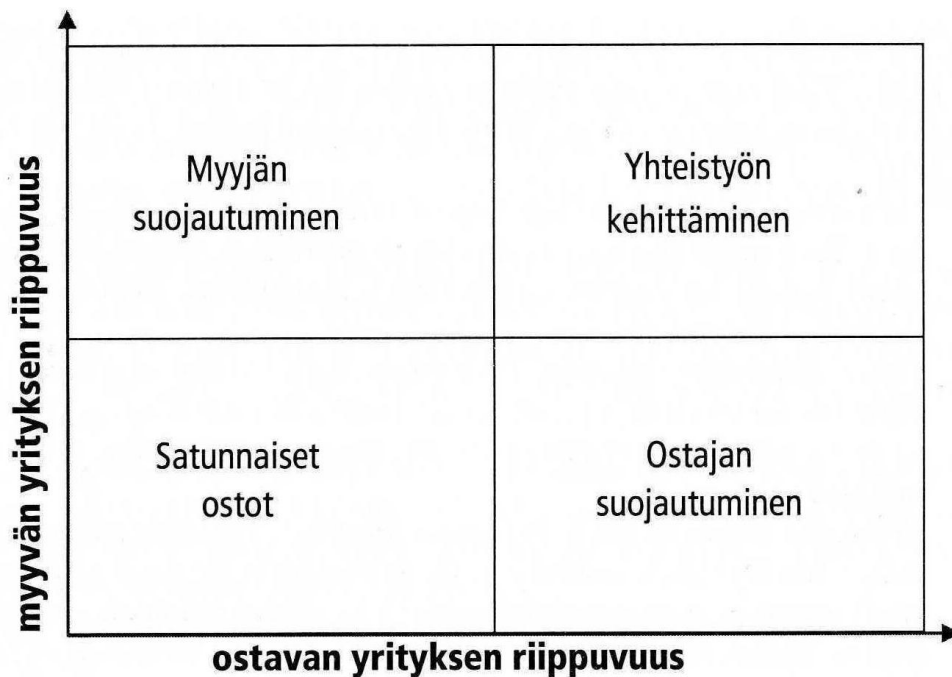 myyvän yrityksen riippuvuus
Myyjän
suojautuminen
Yhteistyön
kehittäminen
Satunnaiset
ostot
Ostajan
suojautuminen
ostavan yrityksen riippuvuus